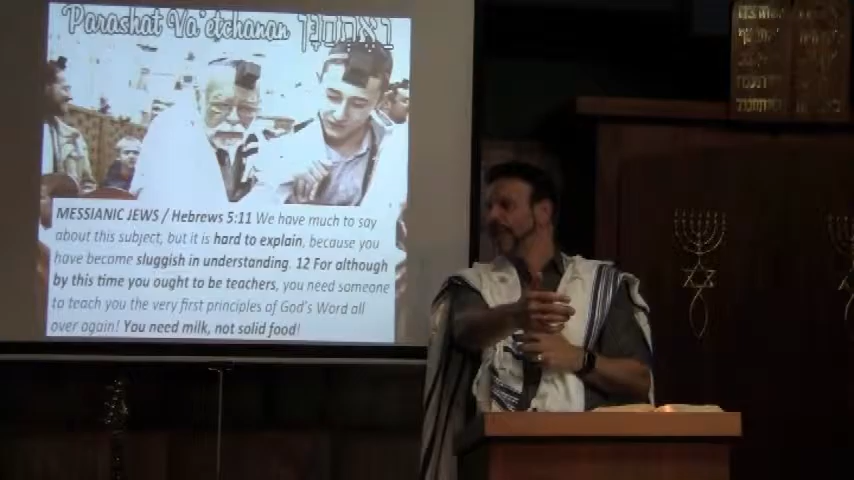 Parashat Va'etchanan וָאֶתְחַנַּן
MESSIANIC JEWS / Hebrews 5:11 We have much to say
about this subject, but it is hard to explain, because you
have become sluggish in understanding. 12 For although
by this time you ought to be teachers, you need someone
to teach you the very first principles of God's Word all
over again! You need milk, not solid food!